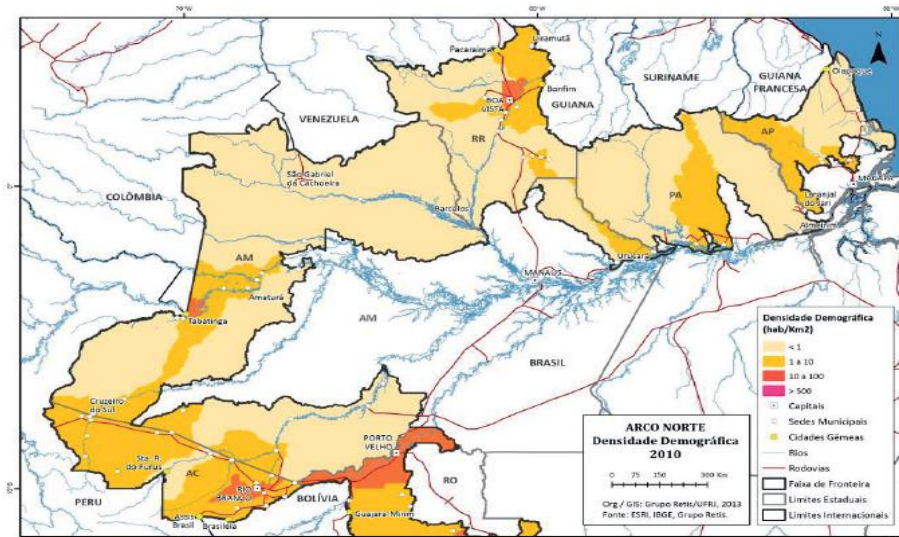 70°W
60°W
Uiramutã
Pacaraima
N
Oiapoque
SURINAME
GUIANA
FRANCESA
Bonfim
BOA
VISTA
GUIANA
VENEZUELA
AP
RR
São Gabriel
da Cachoeira
MACAPÁ
COLÔMBIA
Barcelos
PA
Laranjal
do Jari
Almeirim
Urucará
AM
MANAUS
Amaturá
Tabatinga
AM
BRASIL
Cruzeiro
do Sul
PORTO
VELHO
Sta. R.
do Purus
AC
RIO
BRANCO
BOLÍVIA
RO
PERU
Assis
Brasil
Brasiléia
Guajará-Mirim
Densidade Demográfica
(hab/Km2)
< 1
1 a 10
10 a 100
> 500
Capitais
Sedes Municipais
Cidades Gêmeas
Rios
Rodovias
Faixa de Fronteira
Limites Estaduais
Limites Internacionais
ARCO NORTE
Densidade Demográfica
2010
0 75 150 300 Km
Org./ GIS: Grupo Retis/UFRJ, 2013
Fonte: ESRI, IBGE, Grupo Retis.